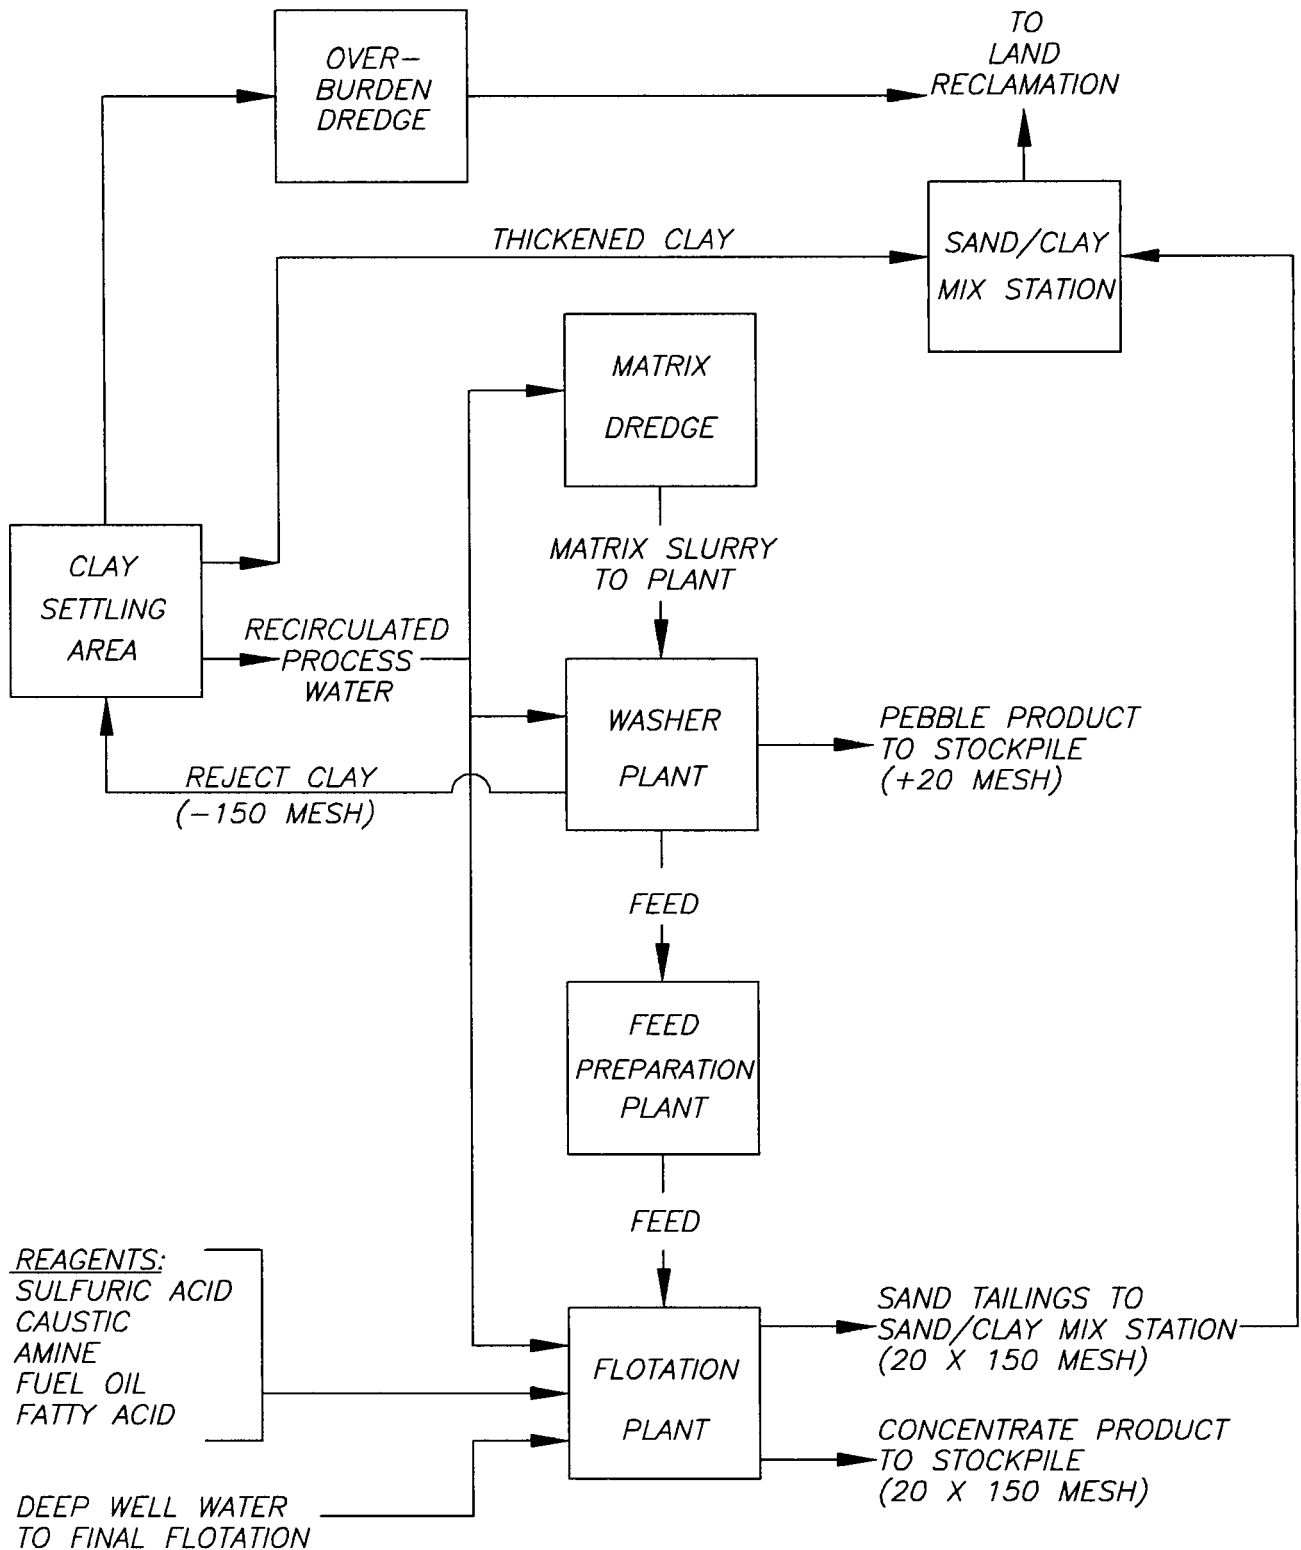 OVER-
BURDEN
DREDGE
TO
LAND
RECLAMATION
THICKENED CLAY
SAND/CLAY
MIX STATION
MATRIX
DREDGE
MATRIX SLURRY
TO PLANT
CLAY
SETTLING
AREA
RECIRCULATED
PROCESS
WATER
WASHER
PLANT
PEBBLE PRODUCT
TO STOCKPILE
(+20 MESH)
REJECT CLAY
(-150 MESH)
FEED
FEED
PREPARATION
PLANT
FEED
REAGENTS:
SULFURIC ACID
CAUSTIC
AMINE
FUEL OIL
FATTY ACID
FLOTATION
PLANT
SAND TAILINGS TO
SAND/CLAY MIX STATION
(20 X 150 MESH)
CONCENTRATE PRODUCT
TO STOCKPILE
(20 X 150 MESH)
DEEP WELL WATER
TO FINAL FLOTATION